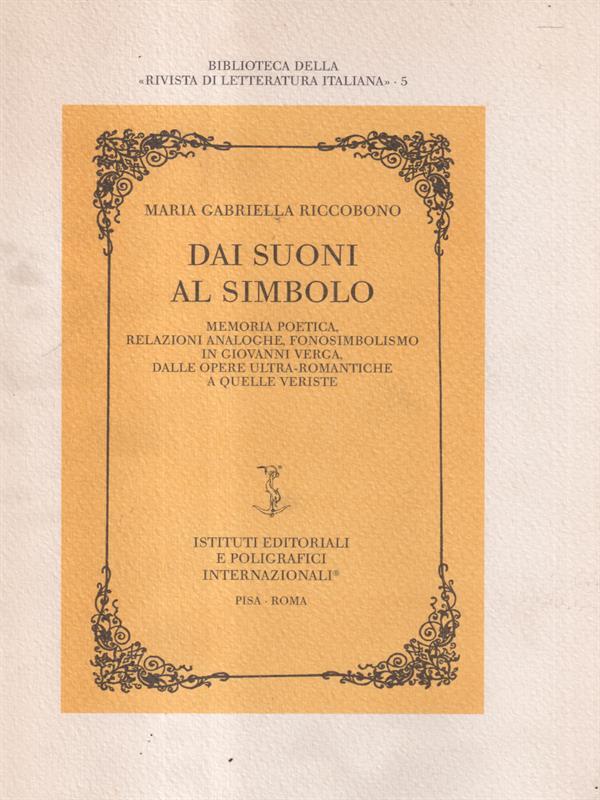 BIBLIOTECA DELLA
«RIVISTA DI LETTERATURA ITALIANA» · 5
MARIA GABRIELLA RICCOBONO
DAI SUONI
AL SIMBOLO
MEMORIA POETICA,
RELAZIONI ANALOGHE, FONOSIMBOLISMO
IN GIOVANNI VERGA,
DALLE OPERE ULTRA-ROMANTICHE
A QUELLE VERISTE
ISTITUTI EDITORIALI
E POLIGRAFICI
INTERNAZIONALI®
PISA · ROMA